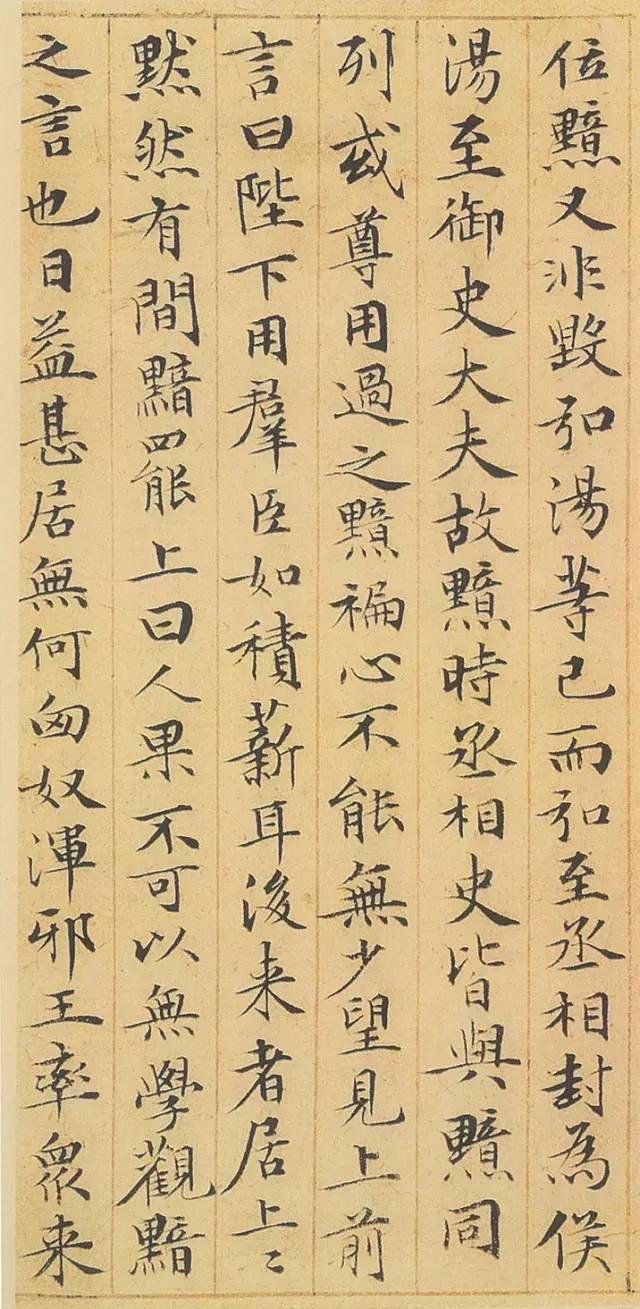 位黯又非毀弘湯等已而弘至丞相封為侯
湯至御史大夫故黯時丞相史皆與黯同
列或尊用過之黯褊心不能無少望見上前
言曰陛下用羣臣如積薪耳後来者居上〻
黙然有間黯罷上曰人果不可以無學觀黯
之言也日益甚居無何匈奴渾邪王率衆来